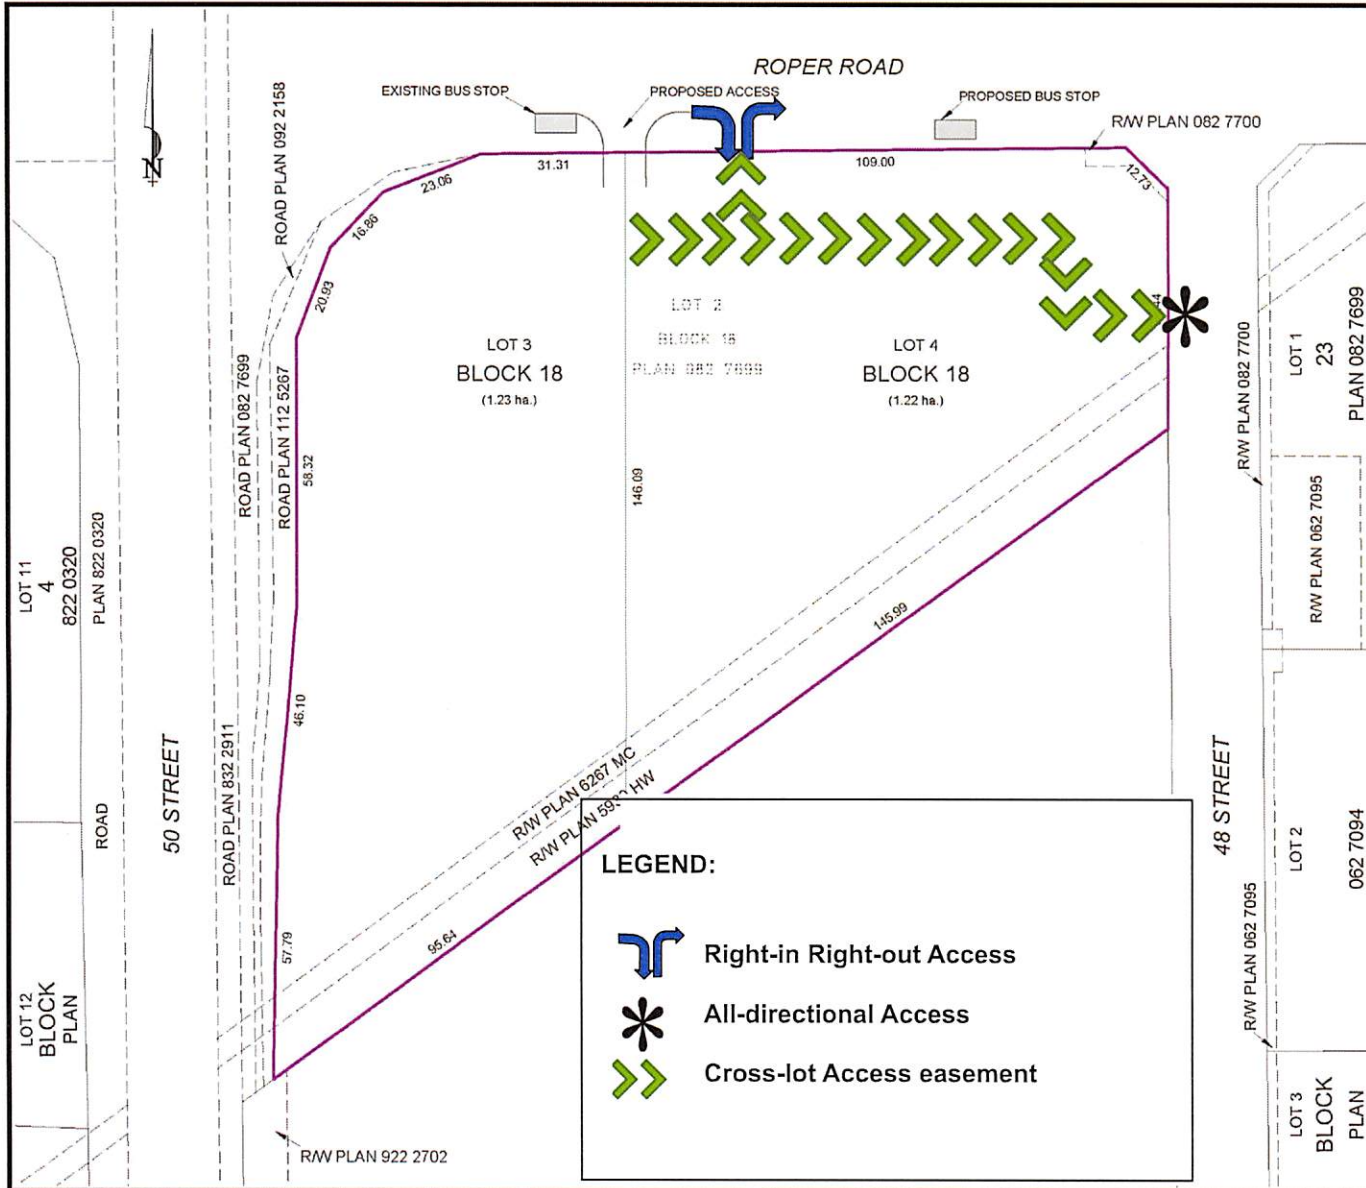 ROPER ROAD
EXISTING BUS STOP
PROPOSED ACCESS
PROPOSED BUS STOP
R/W PLAN 082 7700
N
ROAD PLAN 092 2158
31.31
109.00
12.73
23.06
16.86
20.93
LOT 2
BLOCK 18
PLAN 082 7699
LOT 3
BLOCK 18
(1.23 ha.)
LOT 4
BLOCK 18
(1.22 ha.)
LOT 1
23
PLAN 082 7699
R/W PLAN 082 7700
ROAD PLAN 082 7699
ROAD PLAN 112 5267
58.32
146.09
R/W PLAN 062 7095
LOT 11
4
822 0320
PLAN 822 0320
145.99
46.10
50 STREET
ROAD PLAN 832 2911
ROAD
R/W PLAN 6267 MC
R/W PLAN HW
48 STREET
LOT 2
062 7094
57.79
95.64
R/W PLAN 062 7095
LOT 12
BLOCK
PLAN
LOT 3
BLOCK
PLAN
R/W PLAN 922 2702
LEGEND:
Right-in Right-out Access
All-directional Access
Cross-lot Access easement